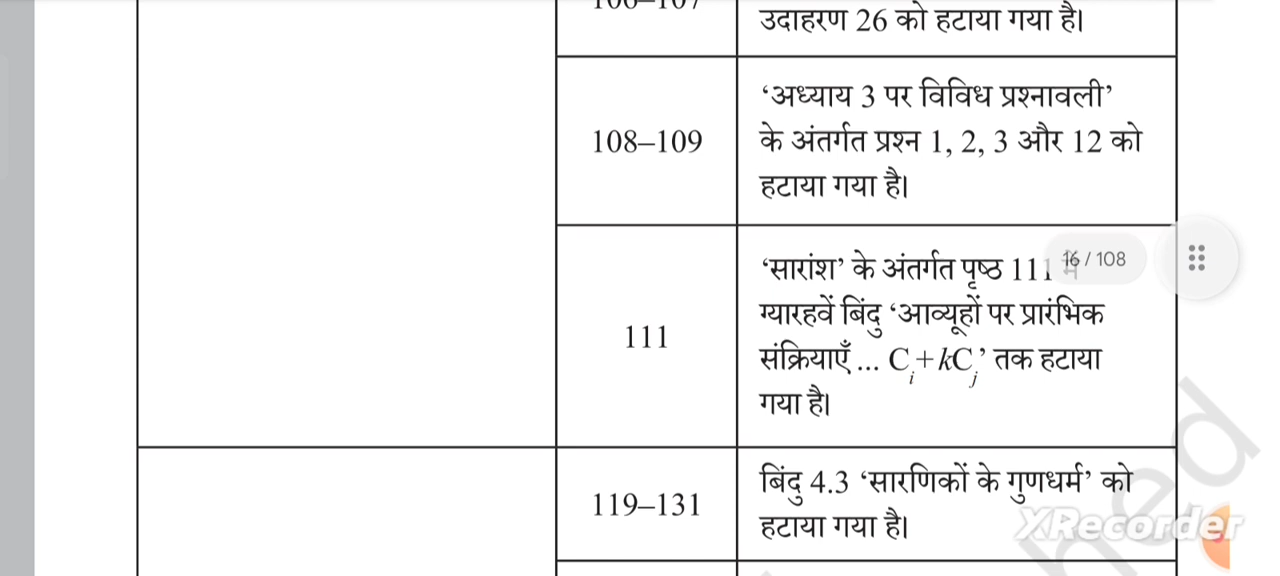 106–107
उदाहरण 26 को हटाया गया है।
‘अध्याय 3 पर विविध प्रश्नावली’
108–109
के अंतर्गत प्रश्न 1, 2, 3 और 12 को
हटाया गया है।
‘सारांश’ के अंतर्गत पृष्ठ 111 में
16 / 108
ग्यारहवें बिंदु ‘आव्यूहों पर प्रारंभिक
111
संक्रियाएँ ... Ci+kCj’ तक हटाया
गया है।
बिंदु 4.3 ‘सारणिकों के गुणधर्म’ को
119–131
हटाया गया है।
XRecorder